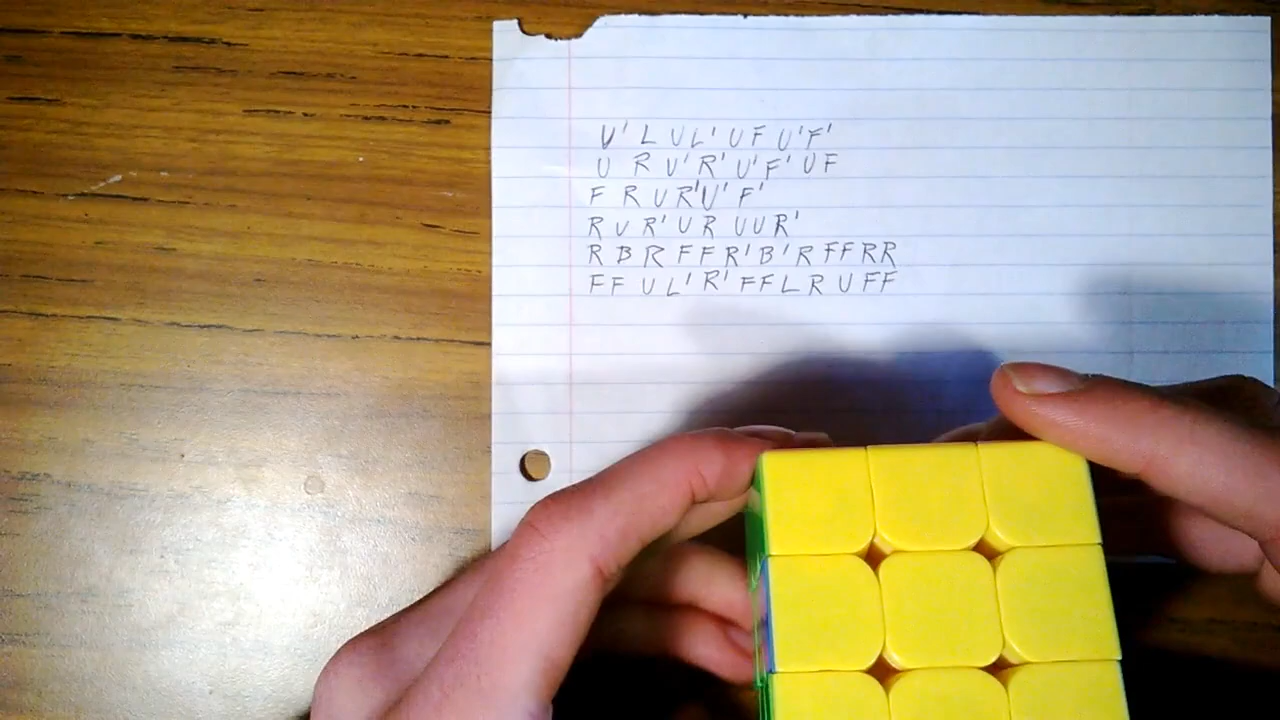 U' L U L' U F U' F'
U R U' R' U' F' U F
F R U R' U' F'
R U R' U R U U R'
R B R F F R' B' R F F R R
F F U L' R' F F L R U F F